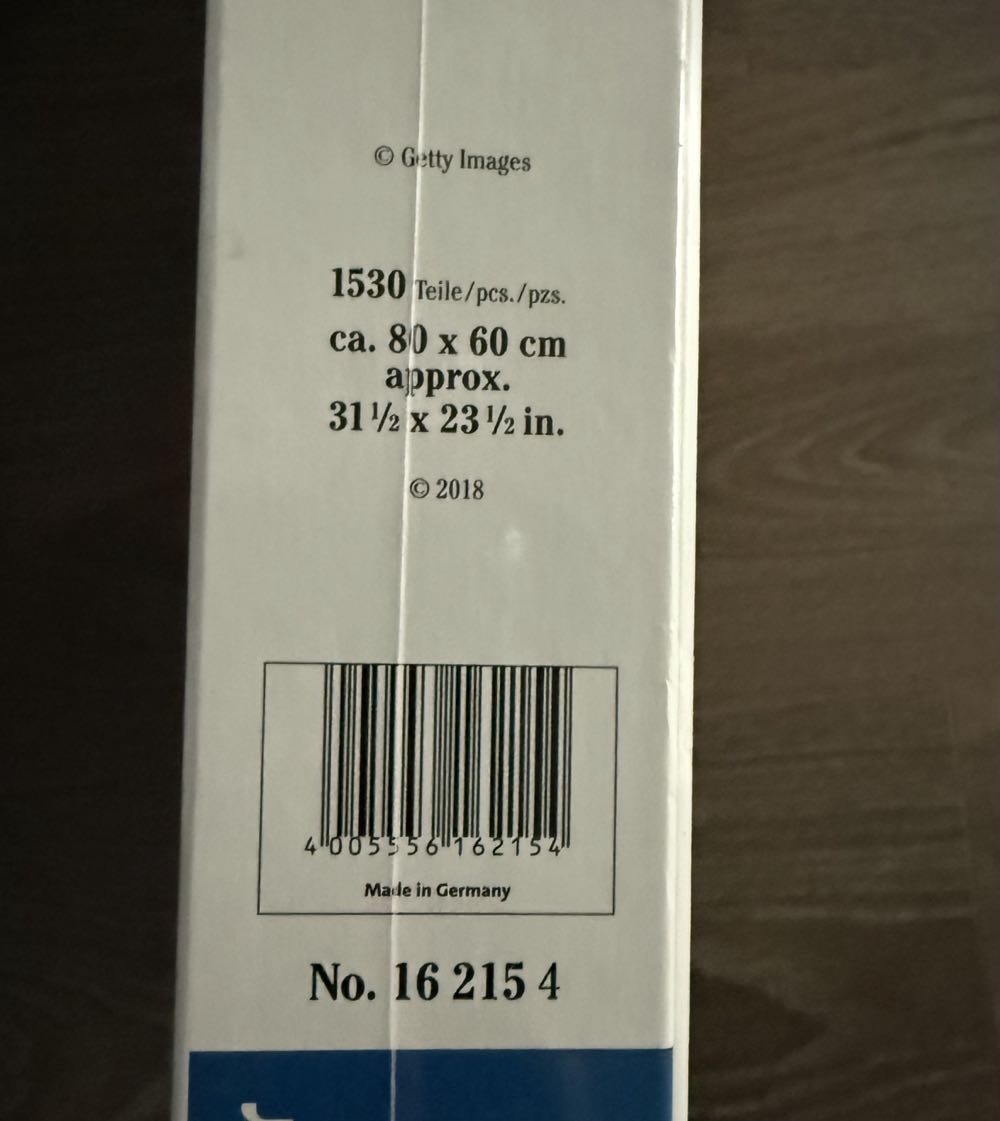 © Getty Images
1530 Teile/pcs./pzs.
ca. 80 x 60 cm
approx.
31 ½ x 23 ½ in.
© 2018
4 005556 162154
Made in Germany
No. 16 215 4